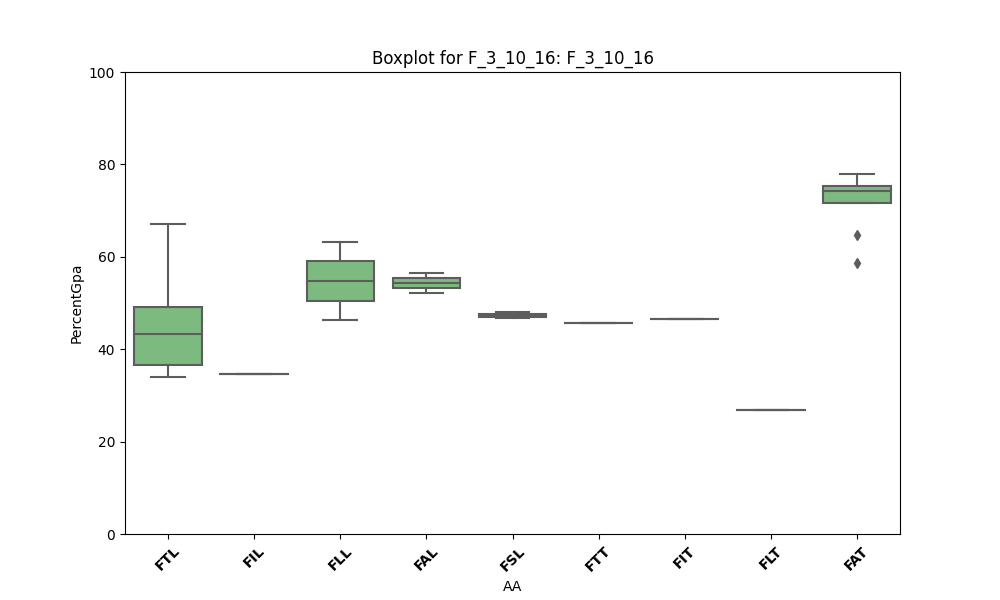 Boxplot for F_3_10_16: F_3_10_16
100
80
60
40
20
0
PercentGpa
FTL FIL FLL FAL FSL FTT FIT FLT FAT
AA